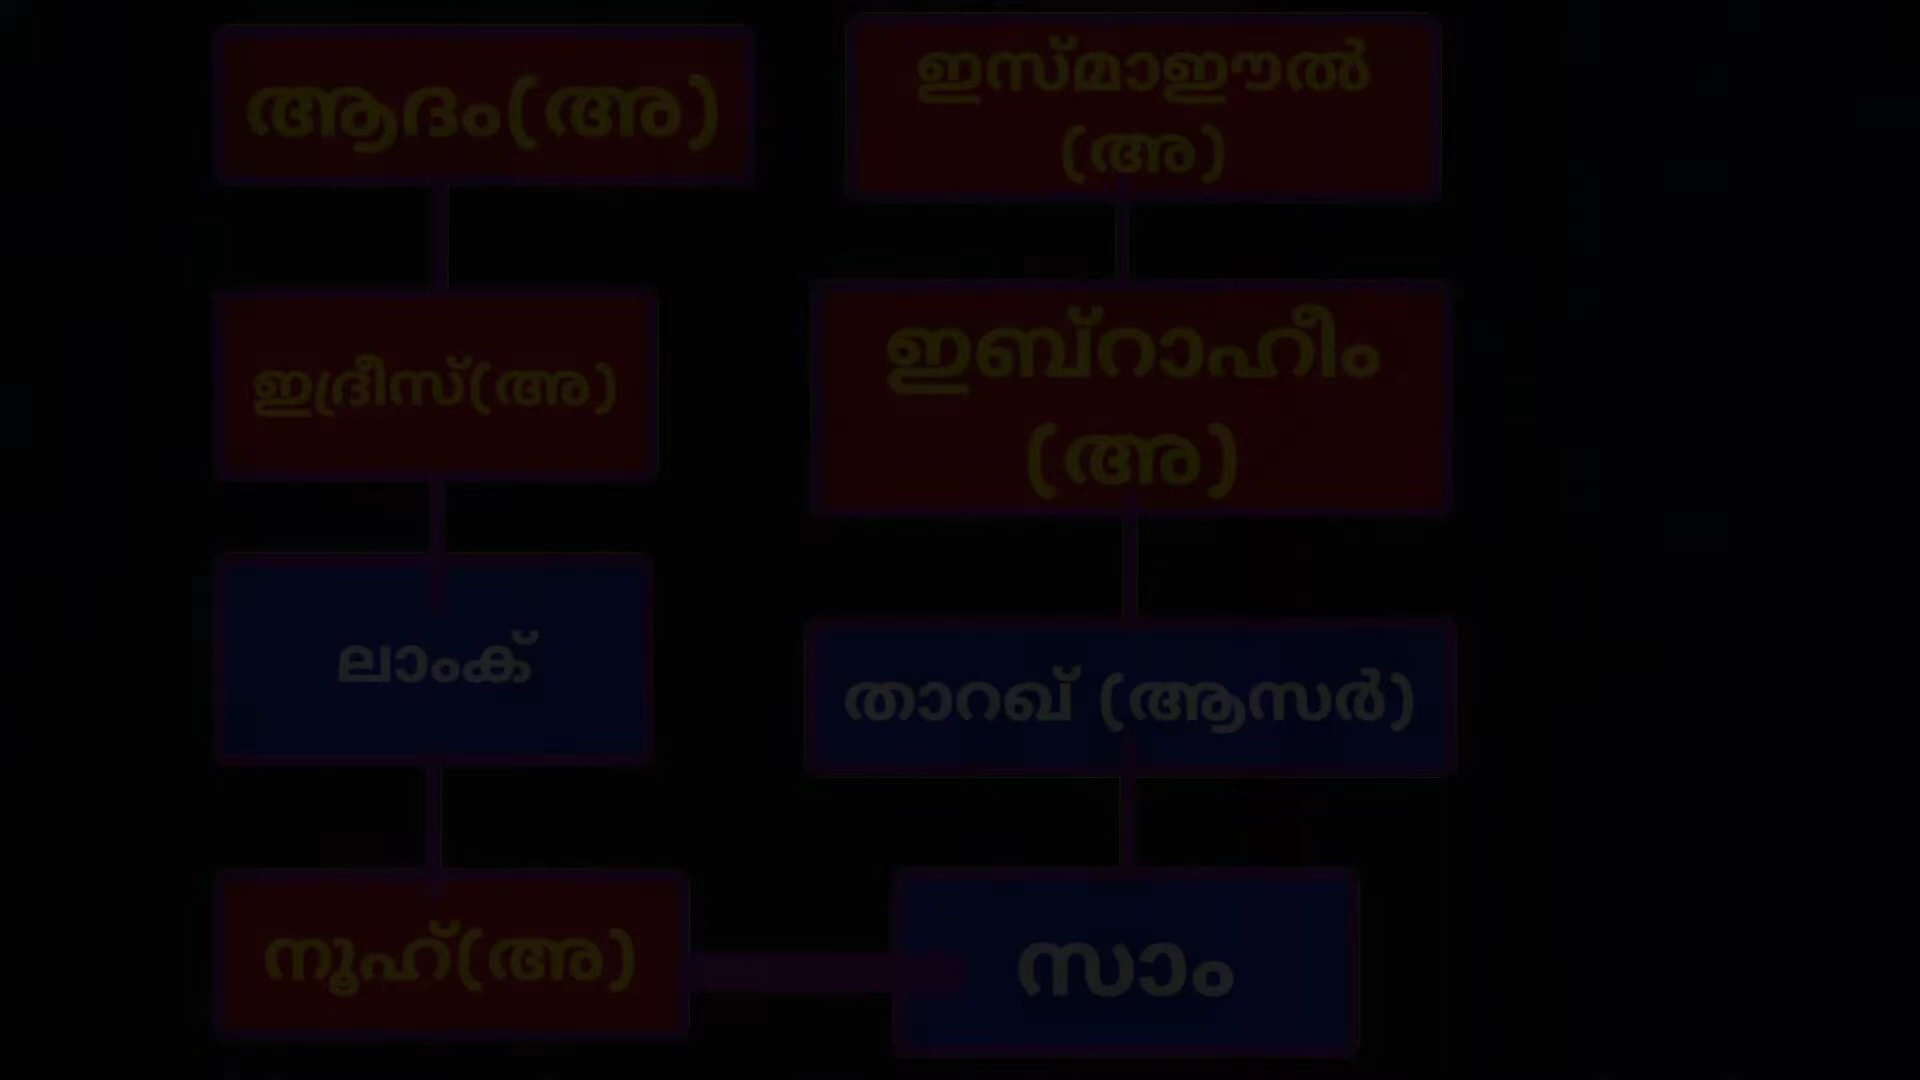 ആദം(അ)
ഇദ്രീസ്(അ)
ലാംക്
നൂഹ്(അ)
സാം
താറഖ് (ആസർ)
ഇബ്റാഹീം
(അ)
ഇസ്മാഈൽ
(അ)